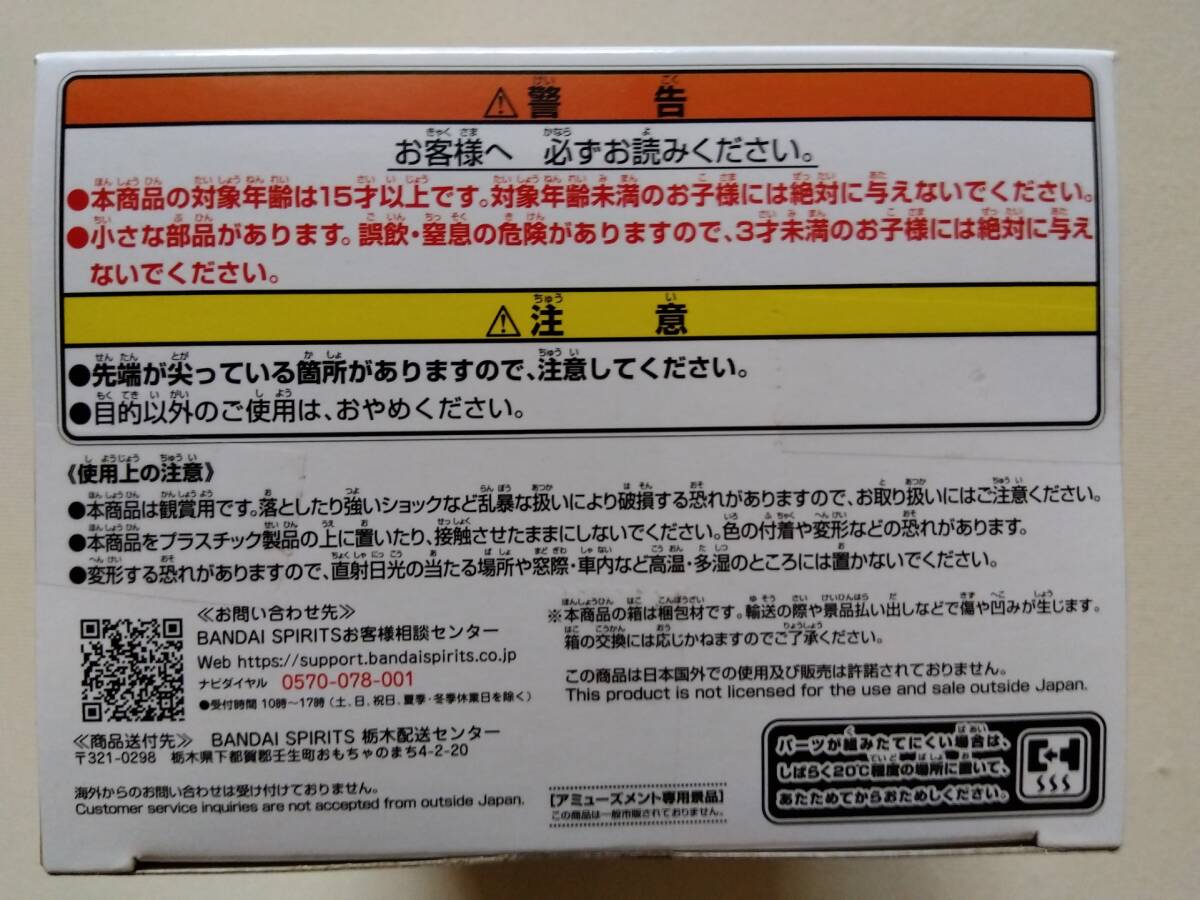 ⚠警告
お客様へ 必ずお読みください。
●本商品の対象年齢は15才以上です。対象年齢未満のお子様には絶対に与えないでください。
●小さな部品があります。誤飲・窒息の危険がありますので、3才未満のお子様には絶対に与え
ないでください。
⚠注意
●先端が尖っている箇所がありますので、注意してください。
●目的以外のご使用は、おやめください。
《使用上の注意》
●本商品は観賞用です。落としたり強いショックなど乱暴な扱いにより破損する恐れがありますので、お取り扱いにはご注意ください。
●本商品をプラスチック製品の上に置いたり、接触させたままにしないでください。色の付着や変形などの恐れがあります。
●変形する恐れがありますので、直射日光の当たる場所や窓際・車内など高温・多湿のところには置かないでください。
≪お問い合わせ先≫
BANDAI SPIRITSお客様相談センター
Web https://support.bandaispirits.co.jp
ナビダイヤル 0570-078-001
●受付時間 10時〜17時(土、日、祝日、夏季・冬季休業日を除く)
≪商品送付先≫ BANDAI SPIRITS 栃木配送センター
〒321-0298 栃木県下都賀郡壬生町おもちゃのまち4-2-20
海外からのお問い合わせは受け付けておりません。
Customer service inquiries are not accepted from outside Japan.
※本商品の箱は梱包材です。輸送の際や景品払い出しなどで傷や凹みが生じます。
箱の交換には応じかねますのでご了承ください。
この商品は日本国外での使用及び販売は許諾されておりません。
This product is not licensed for the use and sale outside Japan.
[アミューズメント専用景品]
この商品は一般市販されておりません。
パーツが組みたてにくい場合は、
しばらく20℃程度の場所に置いて、
あたためてからおためしください。